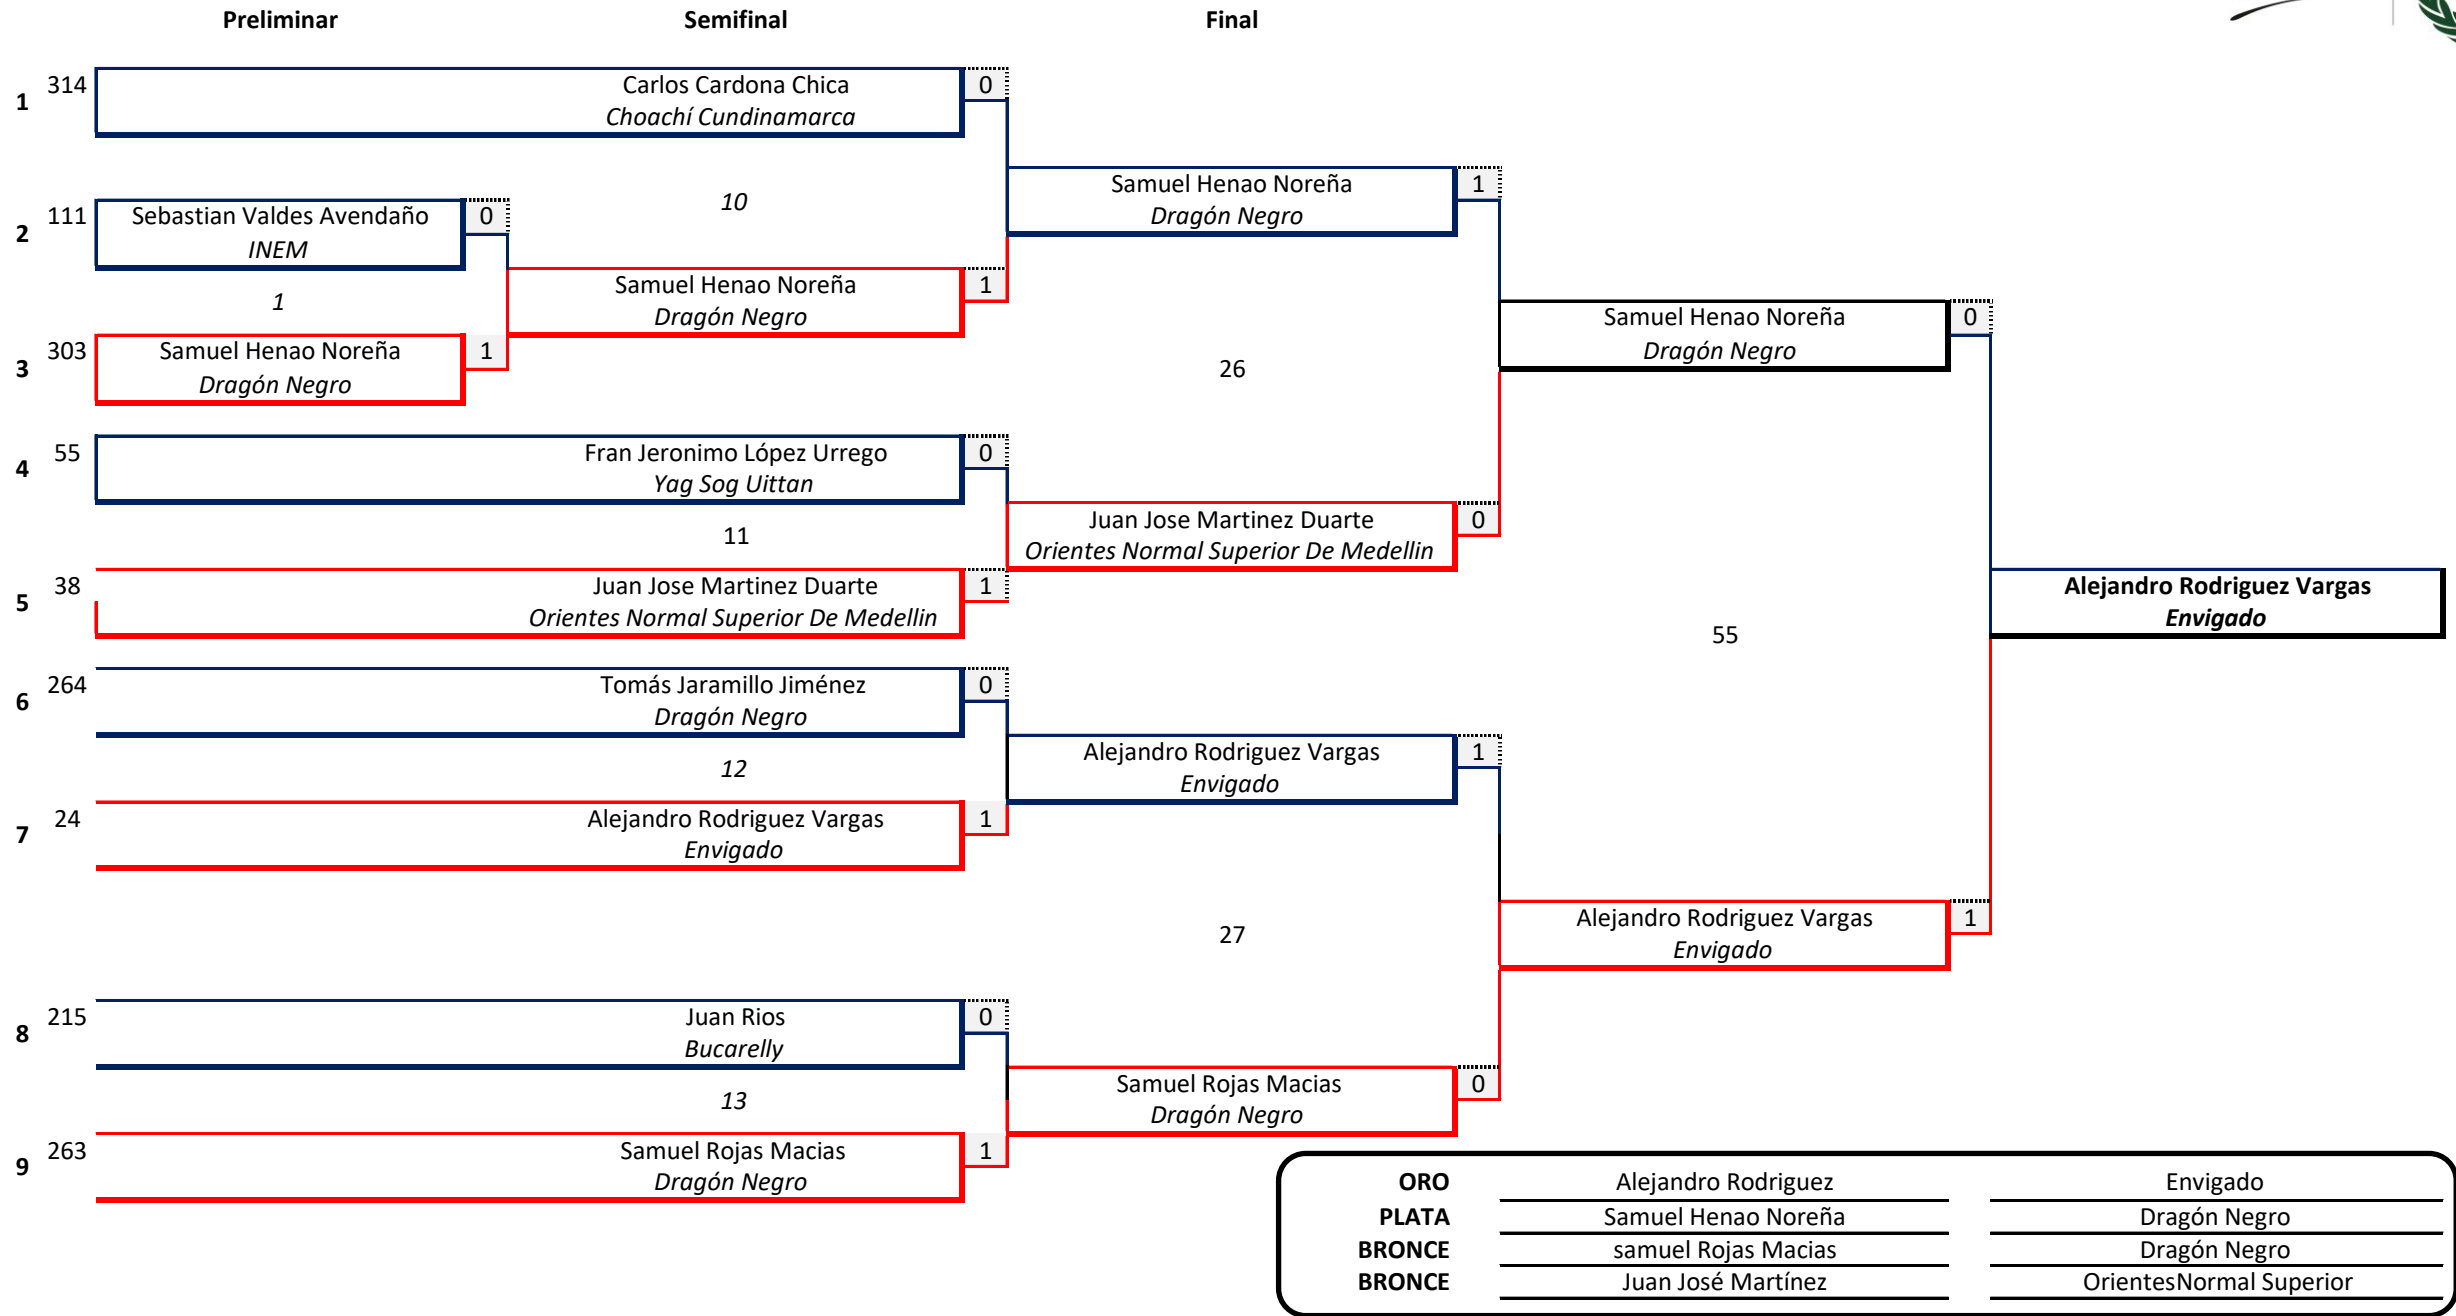 Preliminar Semifinal Final
1 314 Carlos Cardona Chica 0
Choachí Cundinamarca
Samuel Henao Noreña 1
Dragón Negro
10
2 111 Sebastian Valdes Avendaño 0
INEM
1
Samuel Henao Noreña 1
Dragón Negro
3 303 Samuel Henao Noreña 1
Dragón Negro
Samuel Henao Noreña 0
Dragón Negro
26
4 55 Fran Jeronimo López Urrego 0
Yag Sog Uittan
11
Juan Jose Martinez Duarte 0
Orientes Normal Superior De Medellin
5 38 Juan Jose Martinez Duarte 1
Orientes Normal Superior De Medellin
Alejandro Rodriguez Vargas
Envigado
55
6 264 Tomás Jaramillo Jiménez 0
Dragón Negro
12
Alejandro Rodriguez Vargas 1
Envigado
7 24 Alejandro Rodriguez Vargas 1
Envigado
27
Alejandro Rodriguez Vargas 1
Envigado
8 215 Juan Rios 0
Bucarelly
13
Samuel Rojas Macias 0
Dragón Negro
9 263 Samuel Rojas Macias 1
Dragón Negro
ORO Alejandro Rodriguez Envigado
PLATA Samuel Henao Noreña Dragón Negro
BRONCE samuel Rojas Macias Dragón Negro
BRONCE Juan José Martínez OrientesNormal Superior